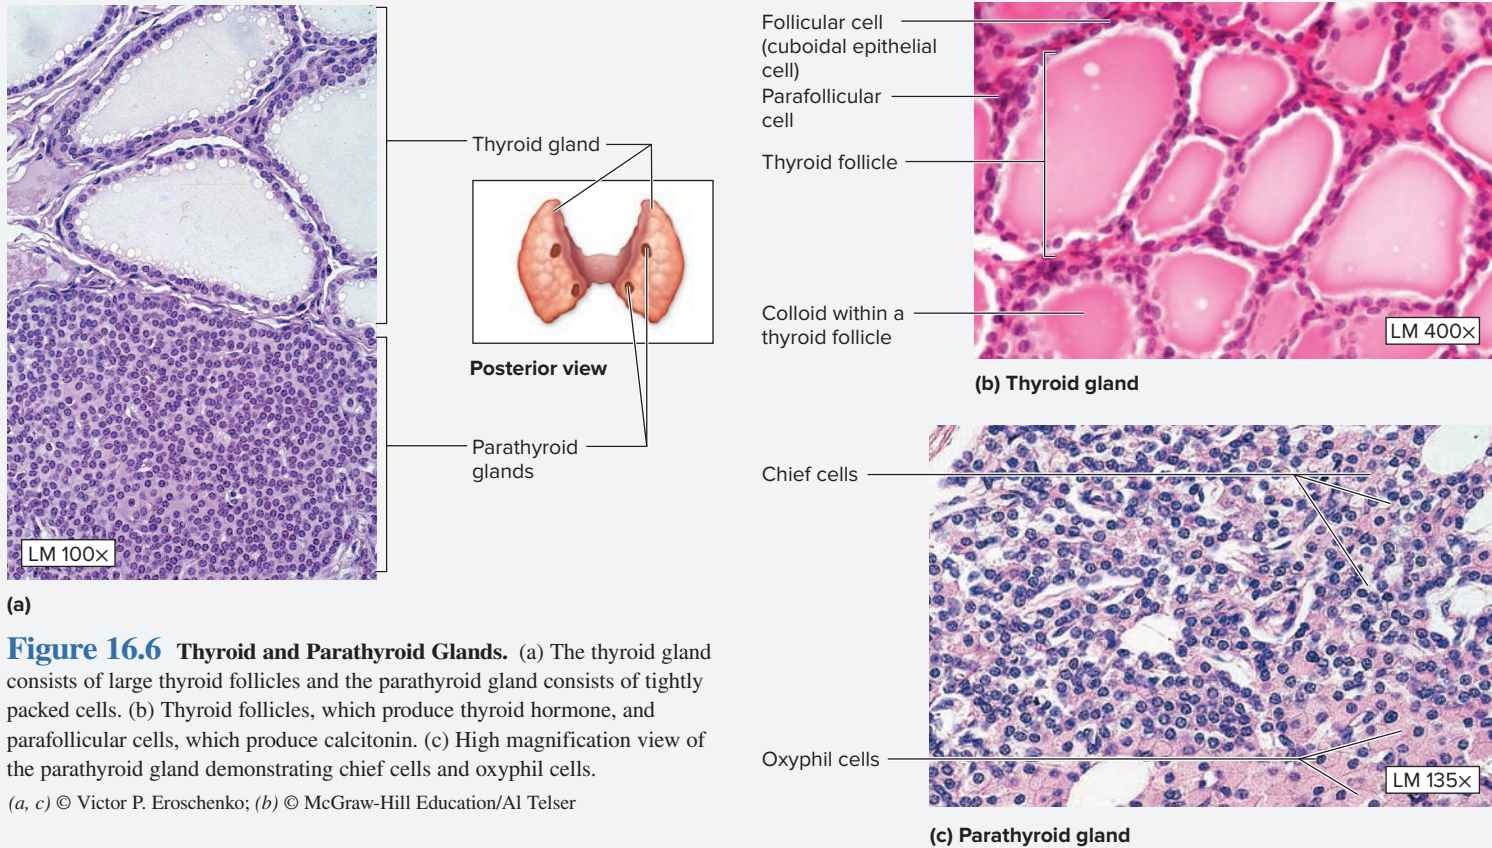 Thyroid gland
Posterior view
Parathyroid
glands
LM 100×
(a)
Figure 16.6 Thyroid and Parathyroid Glands. (a) The thyroid gland
consists of large thyroid follicles and the parathyroid gland consists of tightly
packed cells. (b) Thyroid follicles, which produce thyroid hormone, and
parafollicular cells, which produce calcitonin. (c) High magnification view of
the parathyroid gland demonstrating chief cells and oxyphil cells.
(a, c) © Victor P. Eroschenko; (b) © McGraw-Hill Education/Al Telser
Follicular cell
(cuboidal epithelial
cell)
Parafollicular
cell
Thyroid follicle
Colloid within a
thyroid follicle
LM 400×
(b) Thyroid gland
Chief cells
Oxyphil cells
LM 135×
(c) Parathyroid gland